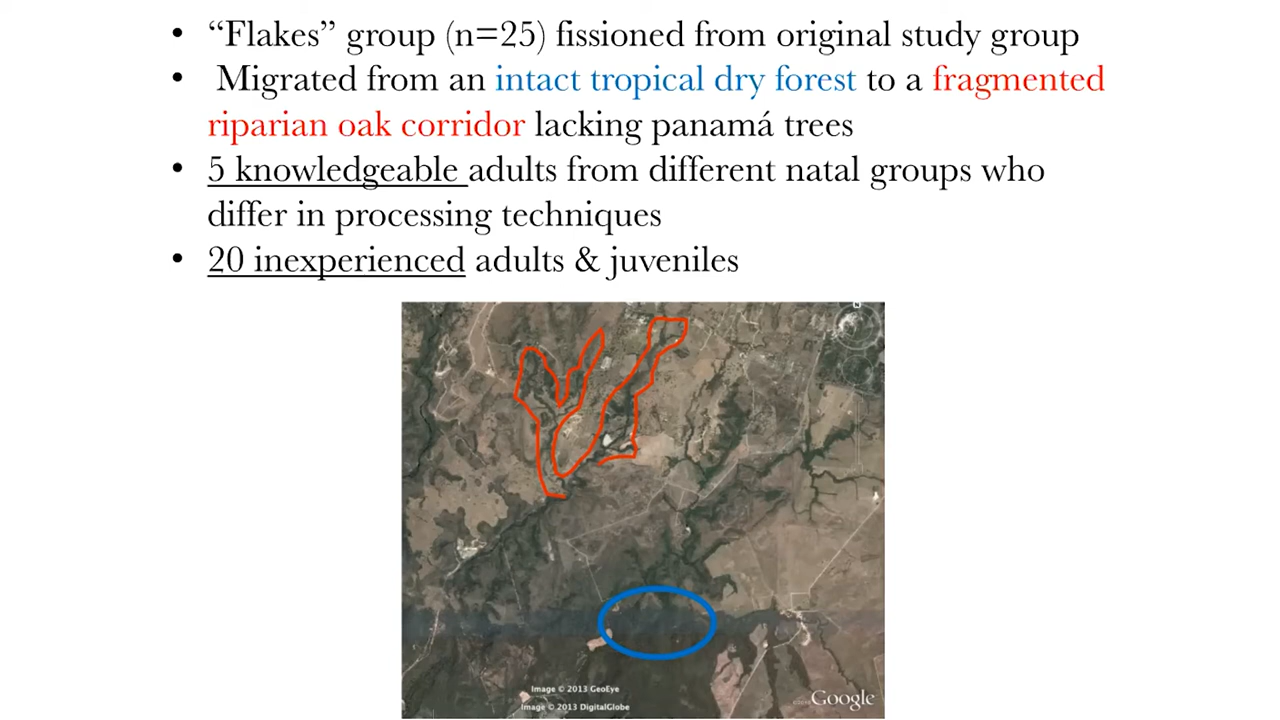 • “Flakes” group (n=25) fissioned from original study group
• Migrated from an intact tropical dry forest to a fragmented
riparian oak corridor lacking panamá trees
• 5 knowledgeable adults from different natal groups who
differ in processing techniques
• 20 inexperienced adults & juveniles
N
Image © 2013 GeoEye
Image © 2013 DigitalGlobe
Google